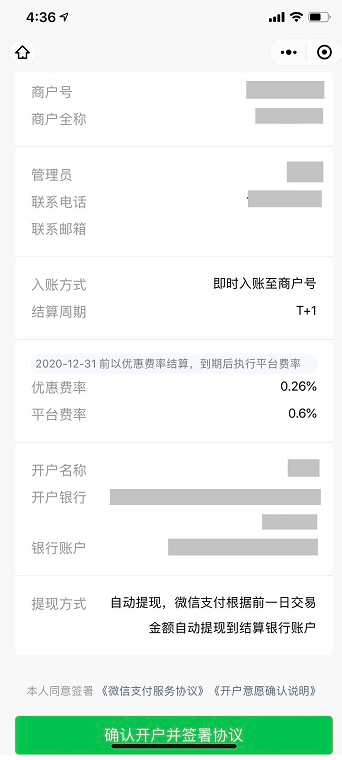 4:36
商户号
商户全称
管理员
联系电话
联系邮箱
入账方式 即时入账至商户号
结算周期 T+1
2020-12-31 前以优惠费率结算，到期后执行平台费率
优惠费率 0.26%
平台费率 0.6%
开户名称
开户银行
银行账户
提现方式 自动提现，微信支付根据前一日交易
金额自动提现到结算银行账户
本人同意签署 《微信支付服务协议》《开户意愿确认说明》
确认开户并签署协议